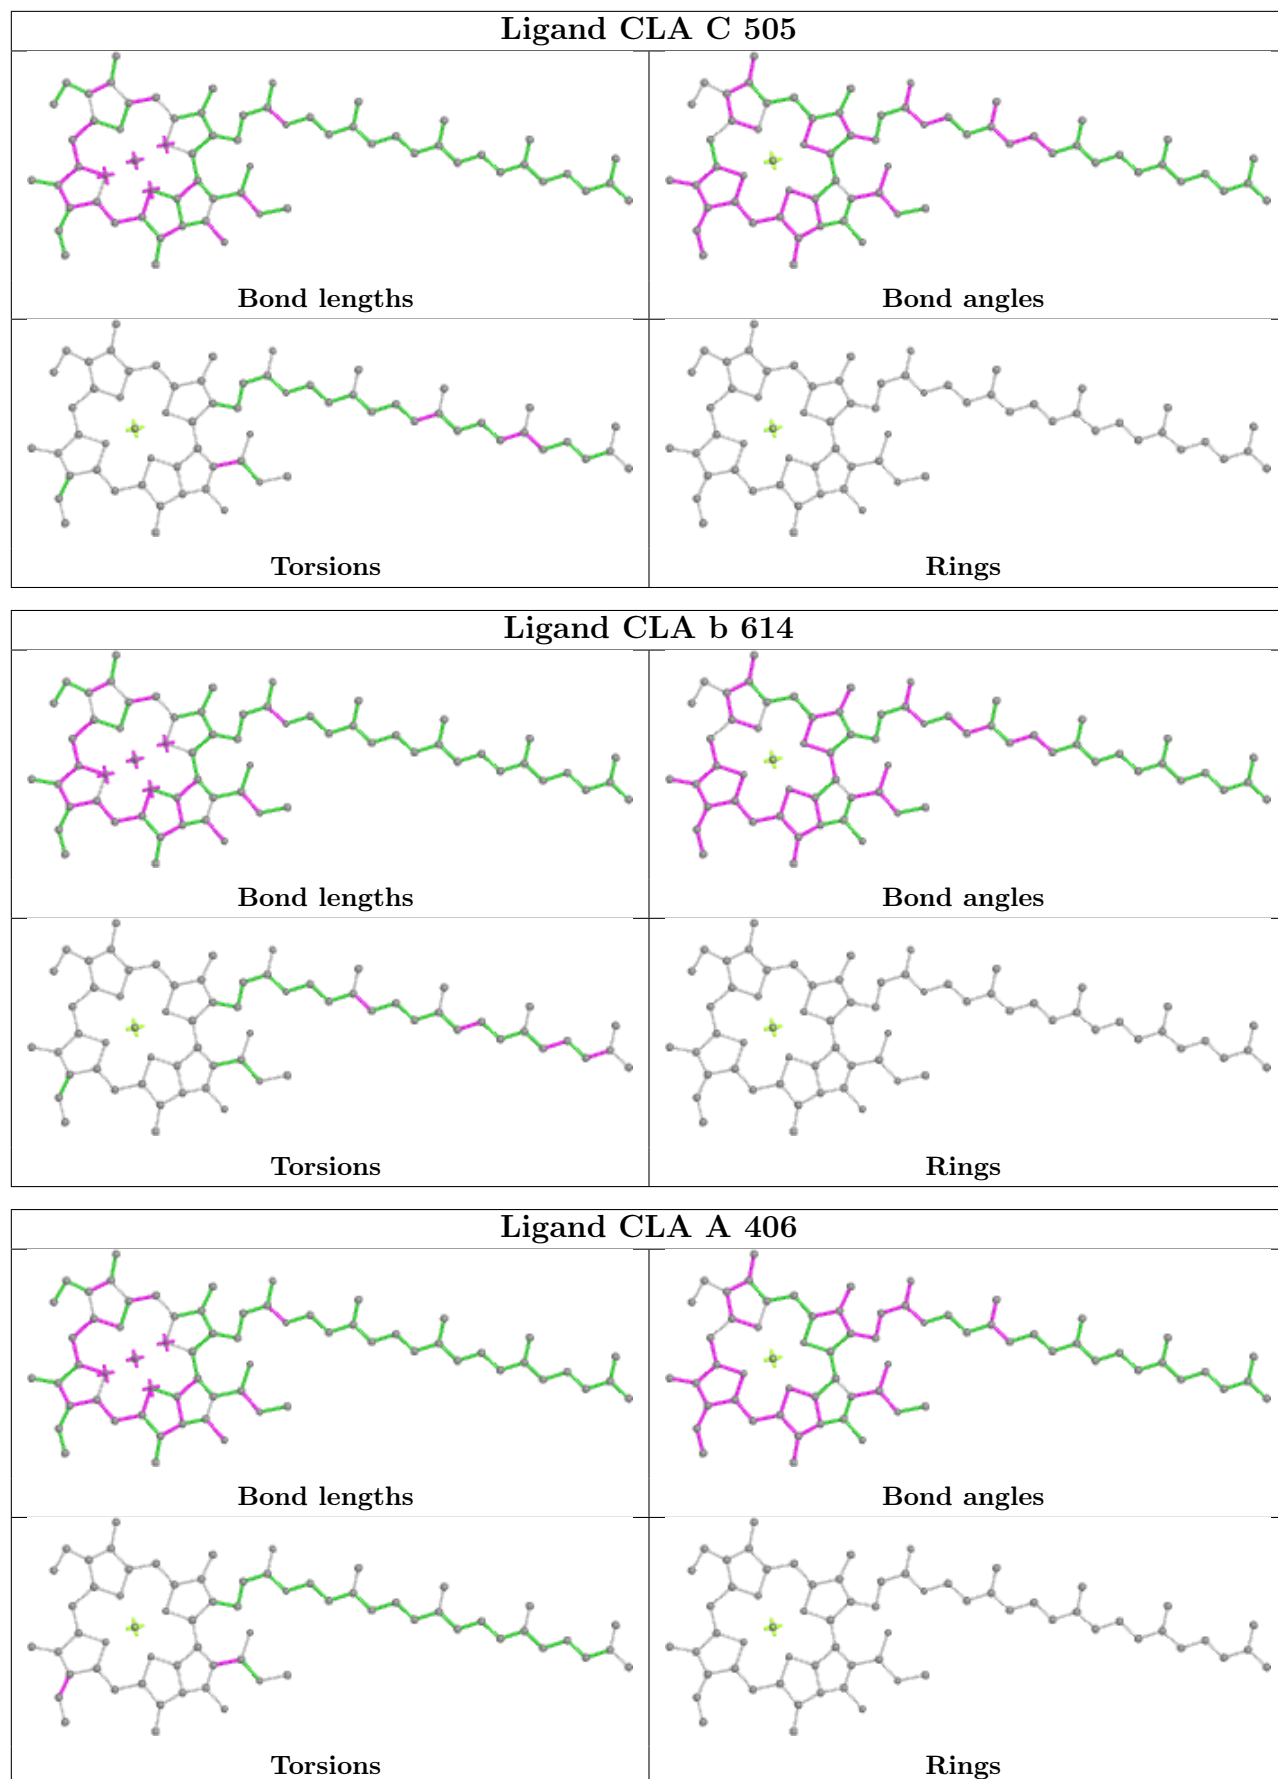 Ligand CLA C 505
Bond lengths
Bond angles
Torsions
Rings
Ligand CLA b 614
Bond lengths
Bond angles
Torsions
Rings
Ligand CLA A 406
Bond lengths
Bond angles
Torsions
Rings